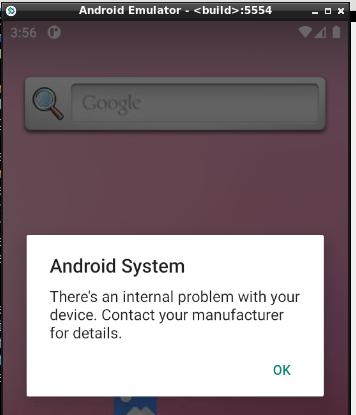 Android Emulator - <build>:5554
3:56
Google
Android System
There's an internal problem with your
device. Contact your manufacturer
for details.
OK